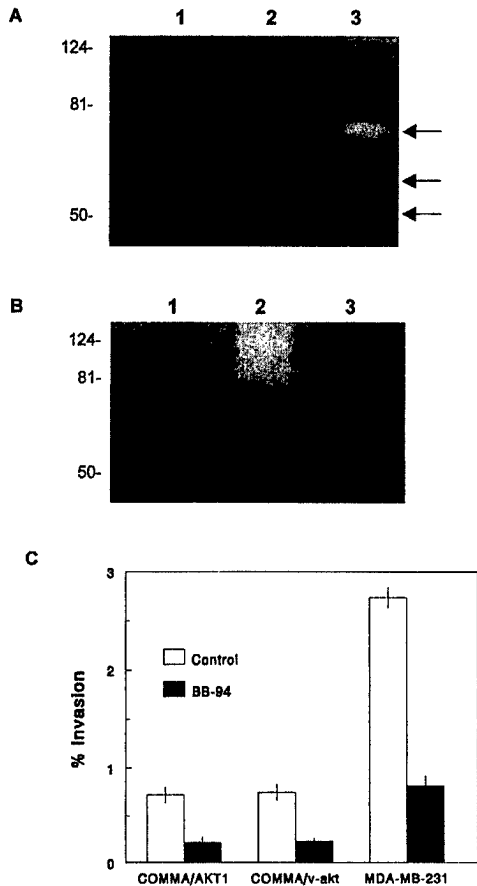 A
1 2 3
124-
81-
50-
B
1 2 3
124-
81-
50-
C
3
% Invasion
2
Control
BB-94
1
0
COMMA/AKT1 COMMA/v-akt MDA-MB-231